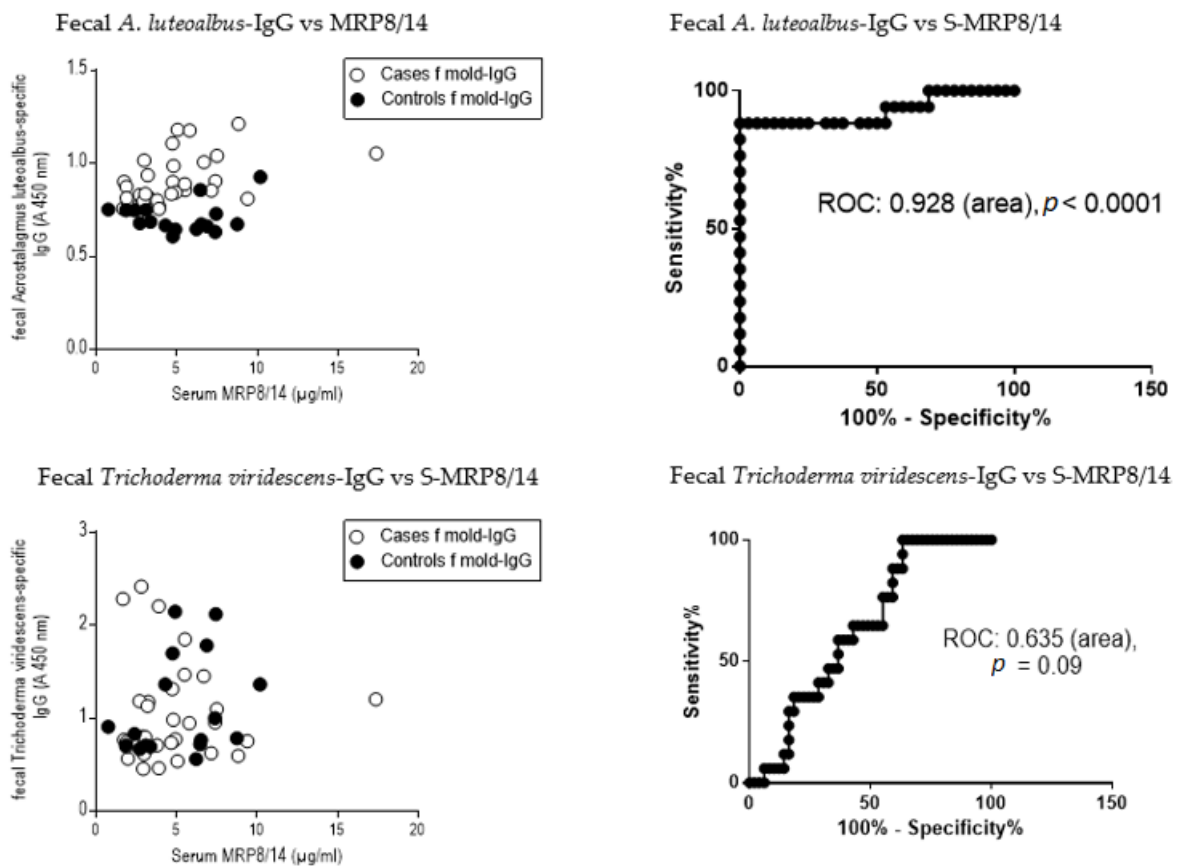 Fecal A. luteoalbus-IgG vs MRP8/14
Cases f mold-IgG
Controls f mold-IgG
fecal Acrostalagmus luteoalbus-specific
IgG (A 450 nm)
1.5
1.0
0.5
0.0
0 5 10 15 20
Serum MRP8/14 (µg/ml)
Fecal A. luteoalbus-IgG vs S-MRP8/14
Sensitivity%
100
50
0
ROC: 0.928 (area), p < 0.0001
0 50 100 150
100% - Specificity%
Fecal Trichoderma viridescens-IgG vs S-MRP8/14
Cases f mold-IgG
Controls f mold-IgG
fecal Trichoderma viridescens-specific
IgG (A 450 nm)
3
2
1
0
0 5 10 15 20
Serum MRP8/14 (µg/ml)
Fecal Trichoderma viridescens-IgG vs S-MRP8/14
Sensitivity%
100
50
0
ROC: 0.635 (area),
p = 0.09
0 50 100 150
100% - Specificity%